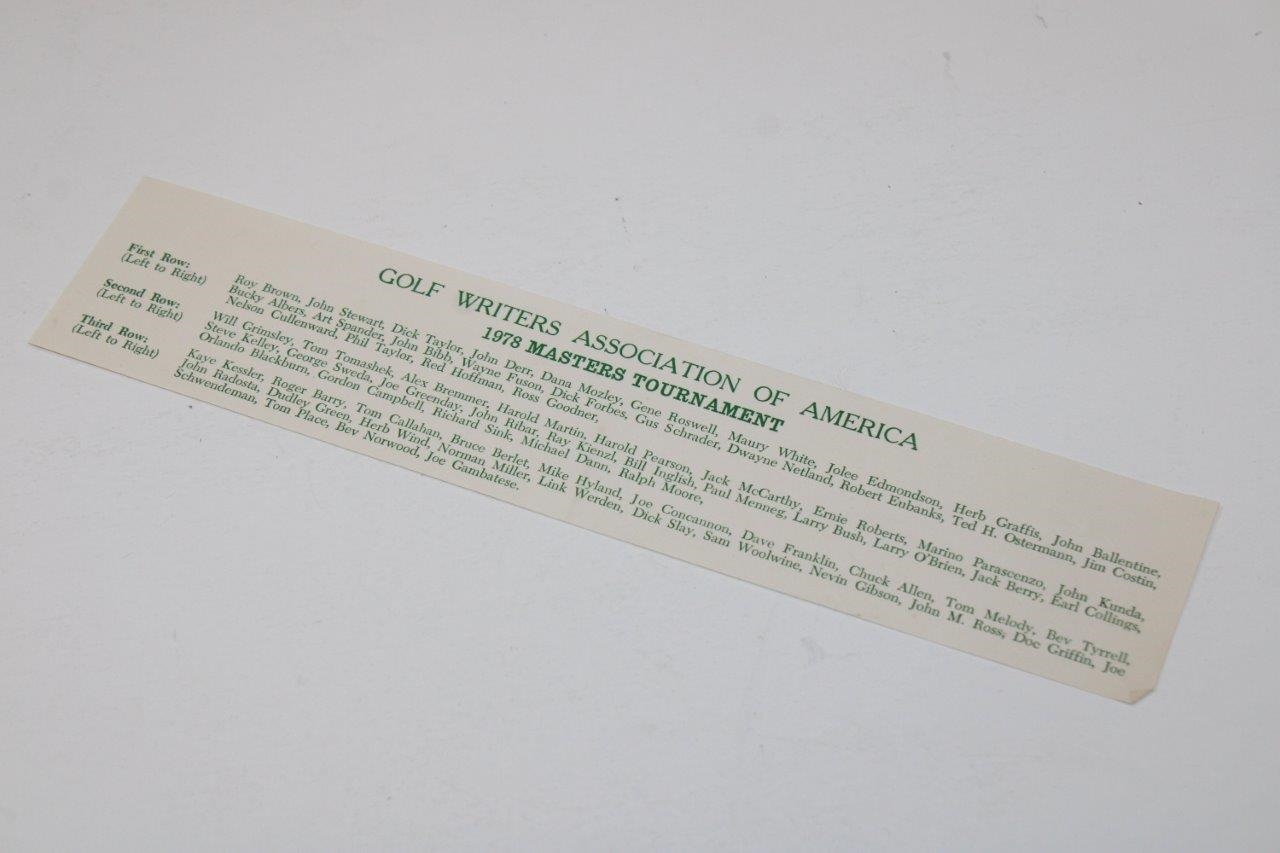 GOLF WRITERS ASSOCIATION OF AMERICA
1978 MASTERS TOURNAMENT
First Row:
(Left to Right)
Roy Brown, John Stewart, Dick Taylor, John Derr, Dana Mozley, Gene Roswell, Maury White, Jolee Edmondson, Herb Graffis, John Ballentine,
Bucky Albers, Art Spander, John Bibb, Wayne Fuson, Dick Forbes, Gus Schrader, Dwayne Netland, Robert Eubanks, Ted H. Ostermann, Jim Costin,
Nelson Cullenward, Phil Taylor, Red Hoffman, Ross Goodner,
Second Row:
(Left to Right)
Will Grimsley, Tom Tomashek, Alex Bremmer, Harold Martin, Harold Pearson, Jack McCarthy, Ernie Roberts, Marino Parascenzo, John Kunda,
Steve Kelley, George Sweda, Joe Greenday, John Ribar, Ray Kienzl, Bill Inglish, Paul Menneg, Larry Bush, Larry O'Brien, Jack Berry, Earl Collings,
Orlando Blackburn, Gordon Campbell, Richard Sink, Michael Dann, Ralph Moore,
Third Row:
(Left to Right)
Kaye Kessler, Roger Barry, Tom Callahan, Bruce Berlet, Mike Hyland, Joe Concannon, Dave Franklin, Chuck Allen, Tom Melody, Bev Tyrrell,
John Radosta, Dudley Green, Herb Wind, Norman Miller, Link Werden, Dick Slay, Sam Woolwine, Nevin Gibson, John M. Ross, Doc Griffin, Joe
Schwendeman, Tom Place, Bev Norwood, Joe Gambatese.